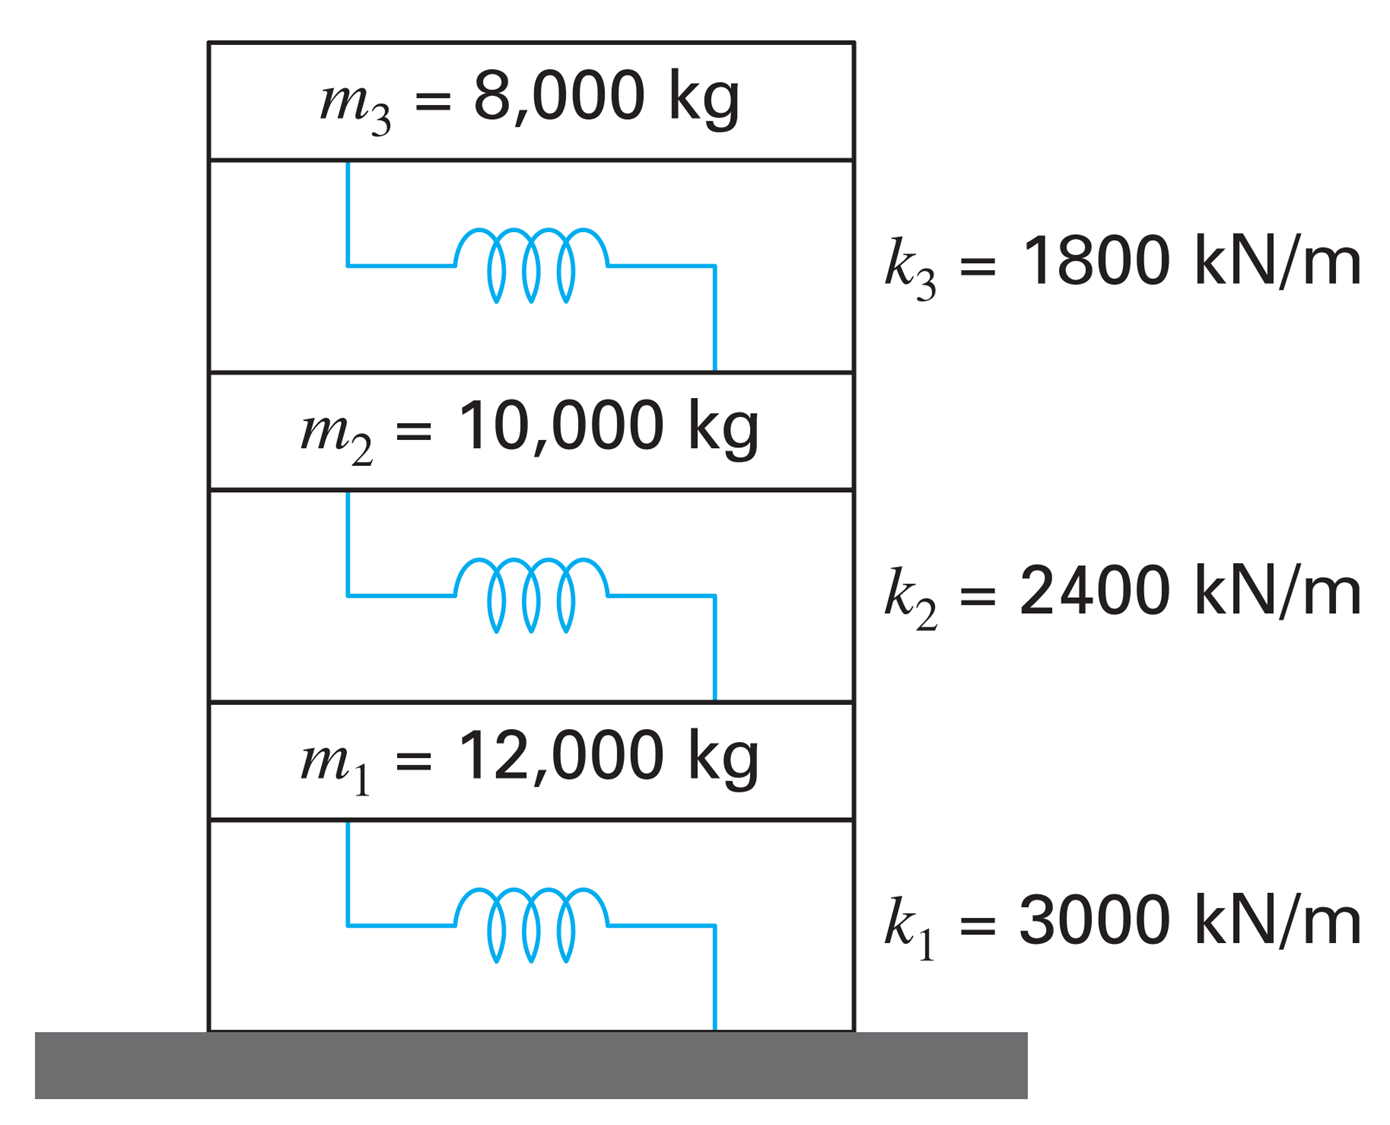 m₃ = 8,000 kg
k₃ = 1800 kN/m
m₂ = 10,000 kg
k₂ = 2400 kN/m
m₁ = 12,000 kg
k₁ = 3000 kN/m